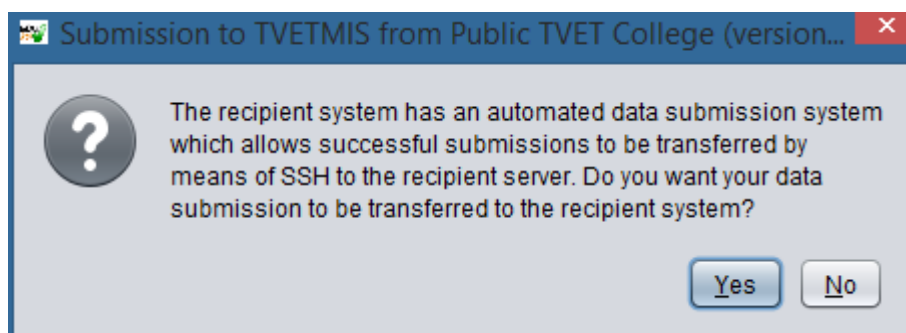 Submission to TVETMIS from Public TVET College (version...
The recipient system has an automated data submission system
which allows successful submissions to be transferred by
means of SSH to the recipient server. Do you want your data
submission to be transferred to the recipient system?
Yes No